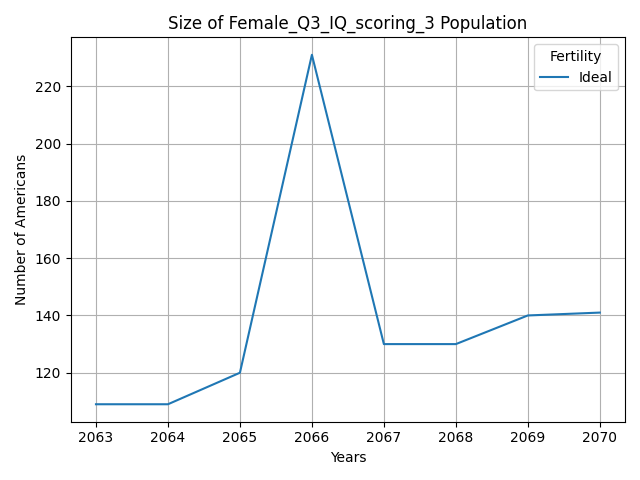 Size of Female_Q3_IQ_scoring_3 Population
Fertility
Ideal
Number of Americans
220
200
180
160
140
120
2063 2064 2065 2066 2067 2068 2069 2070
Years